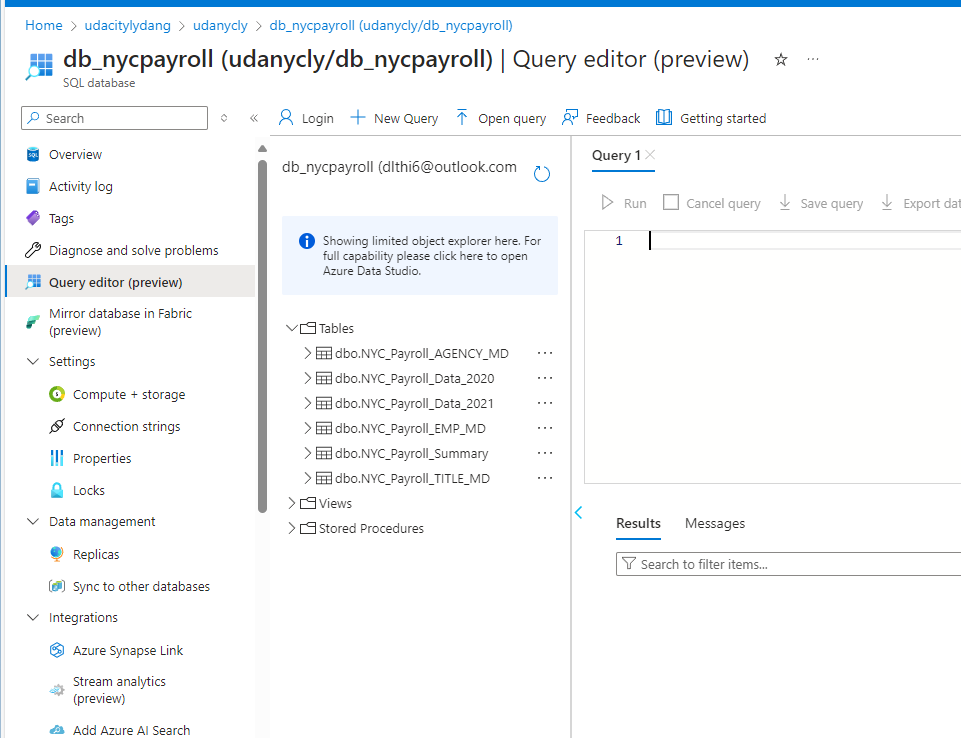 Home > udacitylydang > udanycly > db_nycpayroll (udanycly/db_nycpayroll)
db_nycpayroll (udanycly/db_nycpayroll) | Query editor (preview)
SQL database
Search
Login
New Query
Open query
Feedback
Getting started
Overview
Activity log
Tags
Diagnose and solve problems
Query editor (preview)
Mirror database in Fabric
(preview)
Settings
Compute + storage
Connection strings
Properties
Locks
Data management
Replicas
Sync to other databases
Integrations
Azure Synapse Link
Stream analytics
(preview)
Add Azure AI Search
db_nycpayroll (dlthi6@outlook.com
Showing limited object explorer here. For
full capability please click here to open
Azure Data Studio.
Tables
dbo.NYC_Payroll_AGENCY_MD
dbo.NYC_Payroll_Data_2020
dbo.NYC_Payroll_Data_2021
dbo.NYC_Payroll_EMP_MD
dbo.NYC_Payroll_Summary
dbo.NYC_Payroll_TITLE_MD
Views
Stored Procedures
Query 1
Run
Cancel query
Save query
Export dat
1
Results
Messages
Search to filter items...